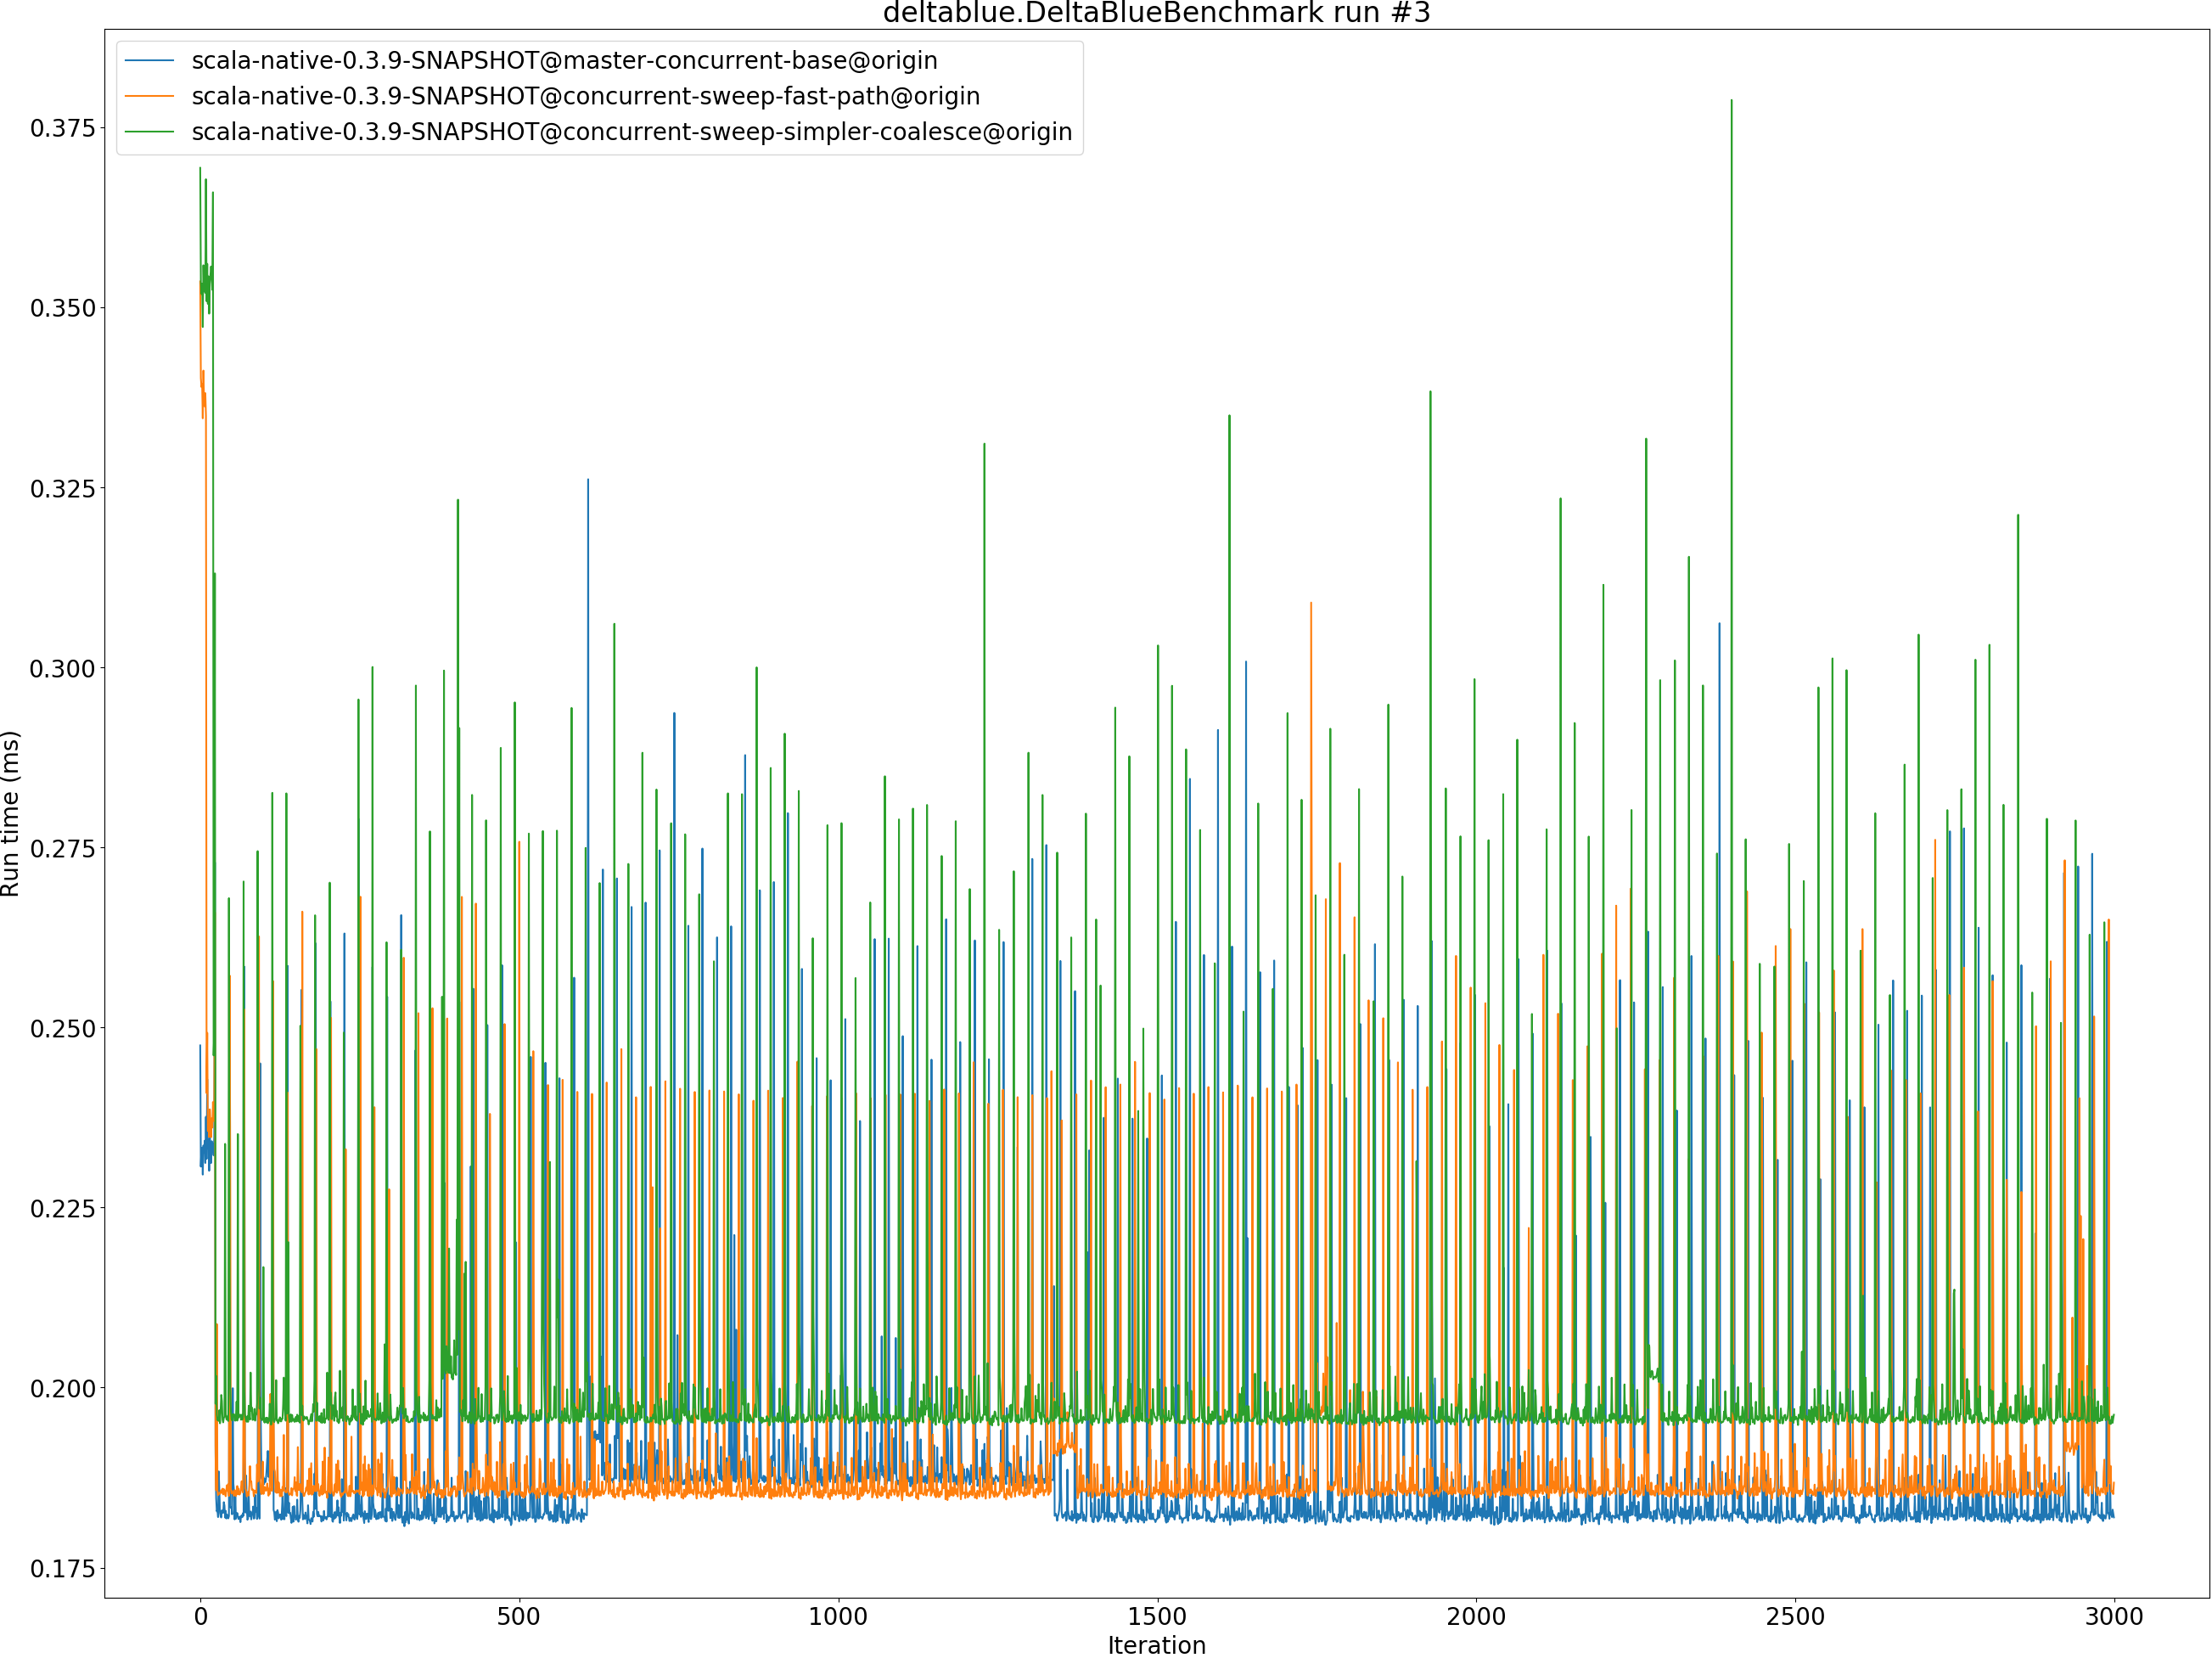 deltablue.DeltaBlueBenchmark run #3
scala-native-0.3.9-SNAPSHOT@master-concurrent-base@origin
scala-native-0.3.9-SNAPSHOT@concurrent-sweep-fast-path@origin
scala-native-0.3.9-SNAPSHOT@concurrent-sweep-simpler-coalesce@origin
0.375
0.350
0.325
0.300
0.275
0.250
0.225
0.200
0.175
Run time (ms)
0 500 1000 1500 2000 2500 3000
Iteration